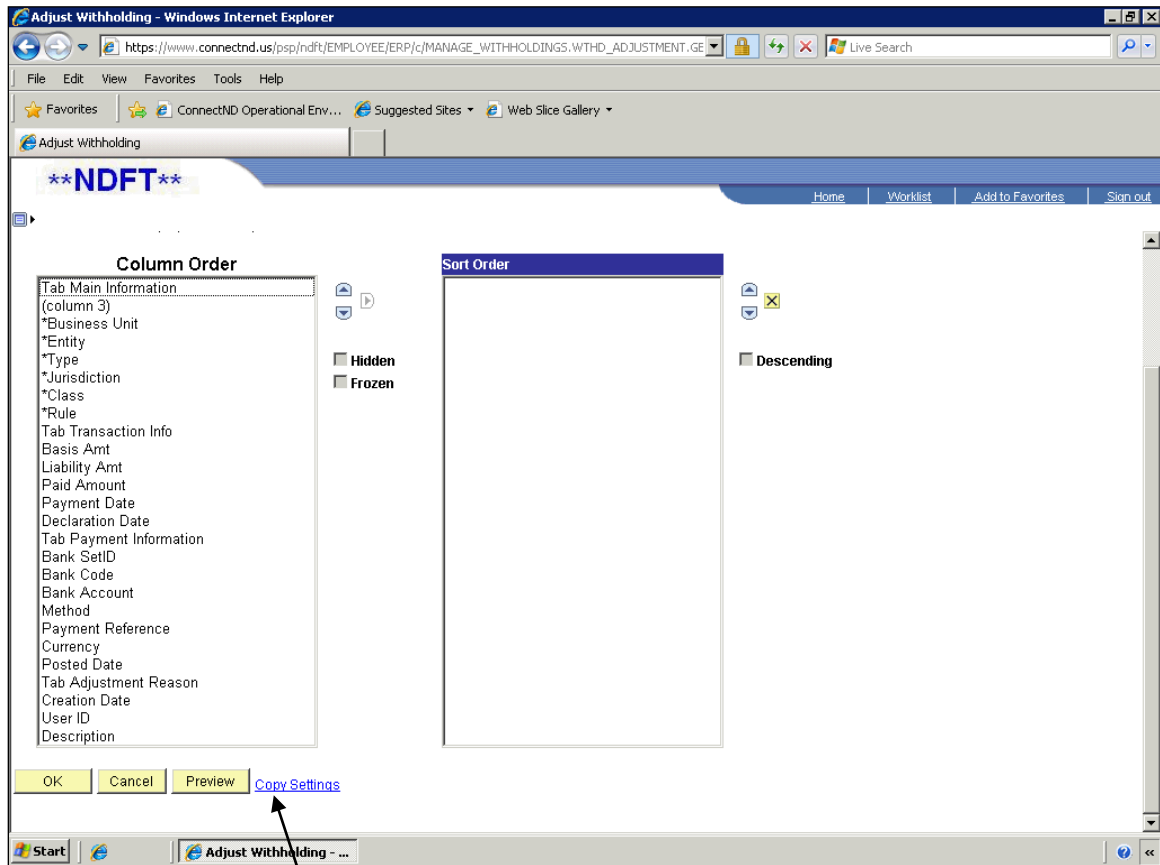 Adjust Withholding - Windows Internet Explorer
https://www.connectnd.us/psp/ndft/EMPLOYEE/ERP/c/MANAGE_WITHHOLDINGS.WTHD_ADJUSTMENT.GE
Live Search
File Edit View Favorites Tools Help
Favorites ConnectND Operational Env... Suggested Sites Web Slice Gallery
Adjust Withholding
**NDFT**
Home Worklist Add to Favorites Sign out
Column Order
Sort Order
Tab Main Information
(column 3)
*Business Unit
*Entity
*Type
*Jurisdiction
*Class
*Rule
Tab Transaction Info
Basis Amt
Liability Amt
Paid Amount
Payment Date
Declaration Date
Tab Payment Information
Bank SetID
Bank Code
Bank Account
Method
Payment Reference
Currency
Posted Date
Tab Adjustment Reason
Creation Date
User ID
Description
Hidden
Frozen
Descending
OK Cancel Preview Copy Settings
Start Adjust Withholding - ...